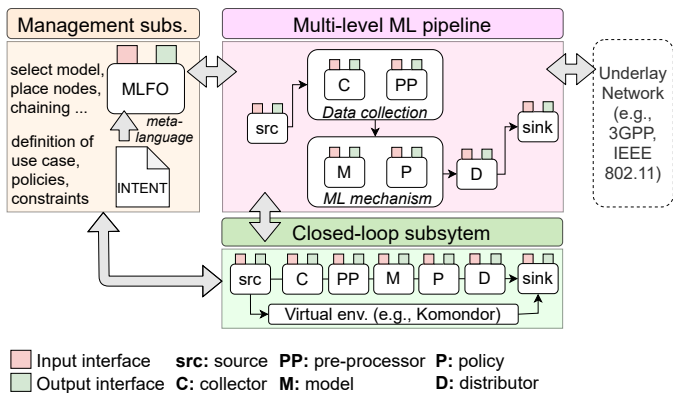 Management subs.
Multi-level ML pipeline
select model,
place nodes,
chaining ...
MLFO
meta-
language
definition of
use case,
policies,
constraints
INTENT
src
C
PP
Data collection
M
P
ML mechanism
D
sink
Underlay
Network
(e.g.,
3GPP,
IEEE
802.11)
Closed-loop subsytem
src
C
PP
M
P
D
sink
Virtual env. (e.g., Komondor)
Input interface
src: source
PP: pre-processor
P: policy
Output interface
C: collector
M: model
D: distributor